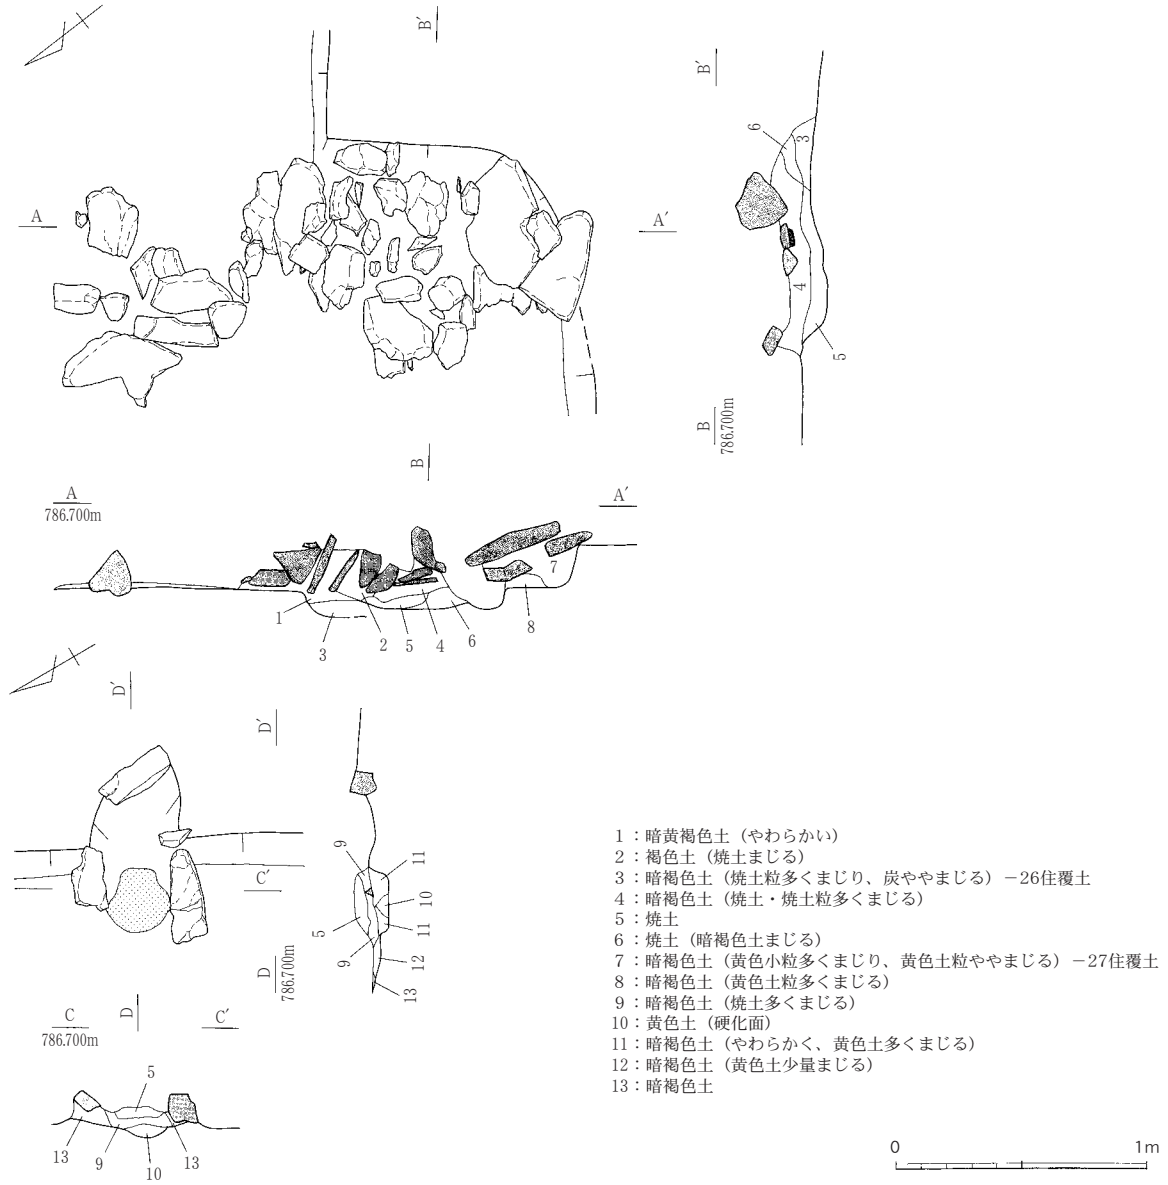 B′
A
A′
B′
6
3
4
5
B
786.700m
B
A
786.700m
A′
7
1
3
2
5
4
6
8
D′
D′
C′
D
786.700m
9
11
10
11
5
9
12
13
C
786.700m
D
C′
5
13
9
10
13
1：暗黄褐色土（やわらかい）
2：褐色土（焼土まじる）
3：暗褐色土（焼土粒多くまじり、炭ややまじる）－26住覆土
4：暗褐色土（焼土・焼土粒多くまじる）
5：焼土
6：焼土（暗褐色土まじる）
7：暗褐色土（黄色小粒多くまじり、黄色土粒ややまじる）－27住覆土
8：暗褐色土（黄色土粒多くまじる）
9：暗褐色土（焼土多くまじる）
10：黄色土（硬化面）
11：暗褐色土（やわらかく、黄色土多くまじる）
12：暗褐色土（黄色土少量まじる）
13：暗褐色土
0 1m